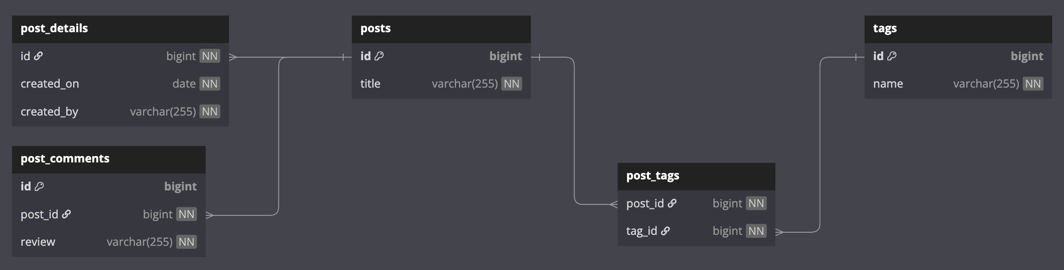 post_details
id bigint NN
created_on date NN
created_by varchar(255) NN
post_comments
id bigint
post_id bigint NN
review varchar(255) NN
posts
id bigint
title varchar(255) NN
post_tags
post_id bigint NN
tag_id bigint NN
tags
id bigint
name varchar(255) NN